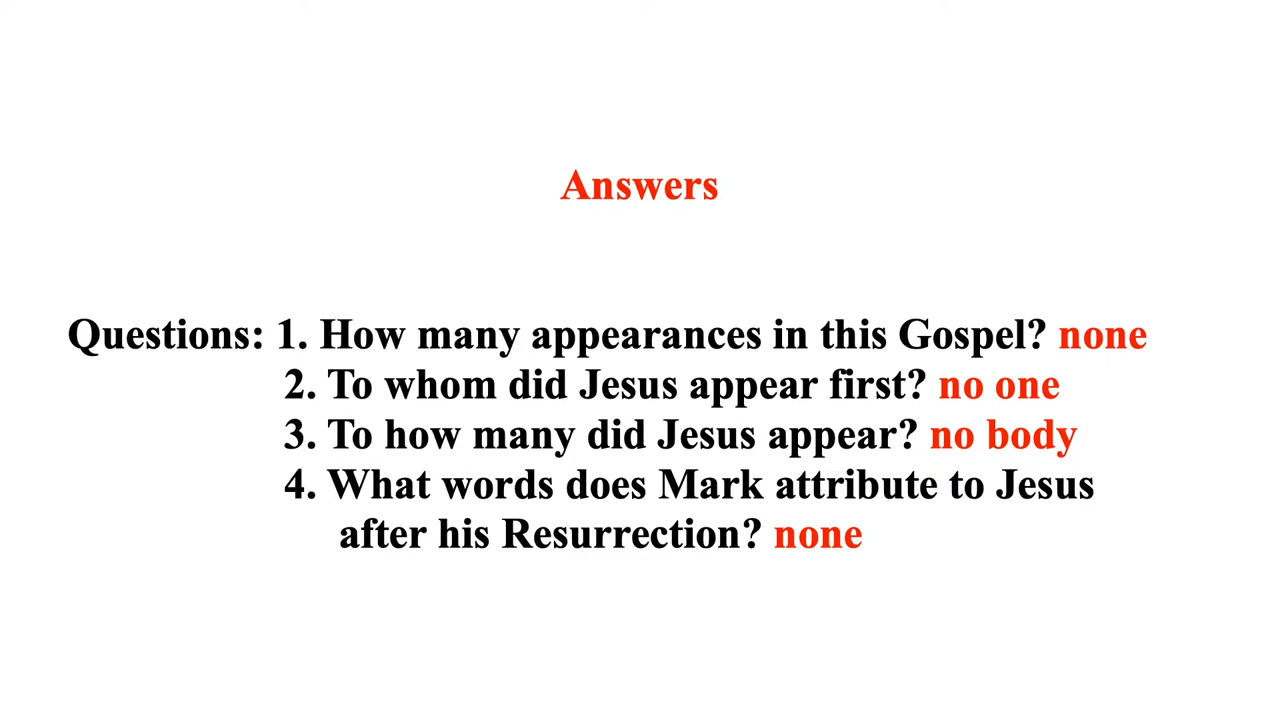 Answers
Questions: 1. How many appearances in this Gospel? none
2. To whom did Jesus appear first? no one
3. To how many did Jesus appear? no body
4. What words does Mark attribute to Jesus
after his Resurrection? none